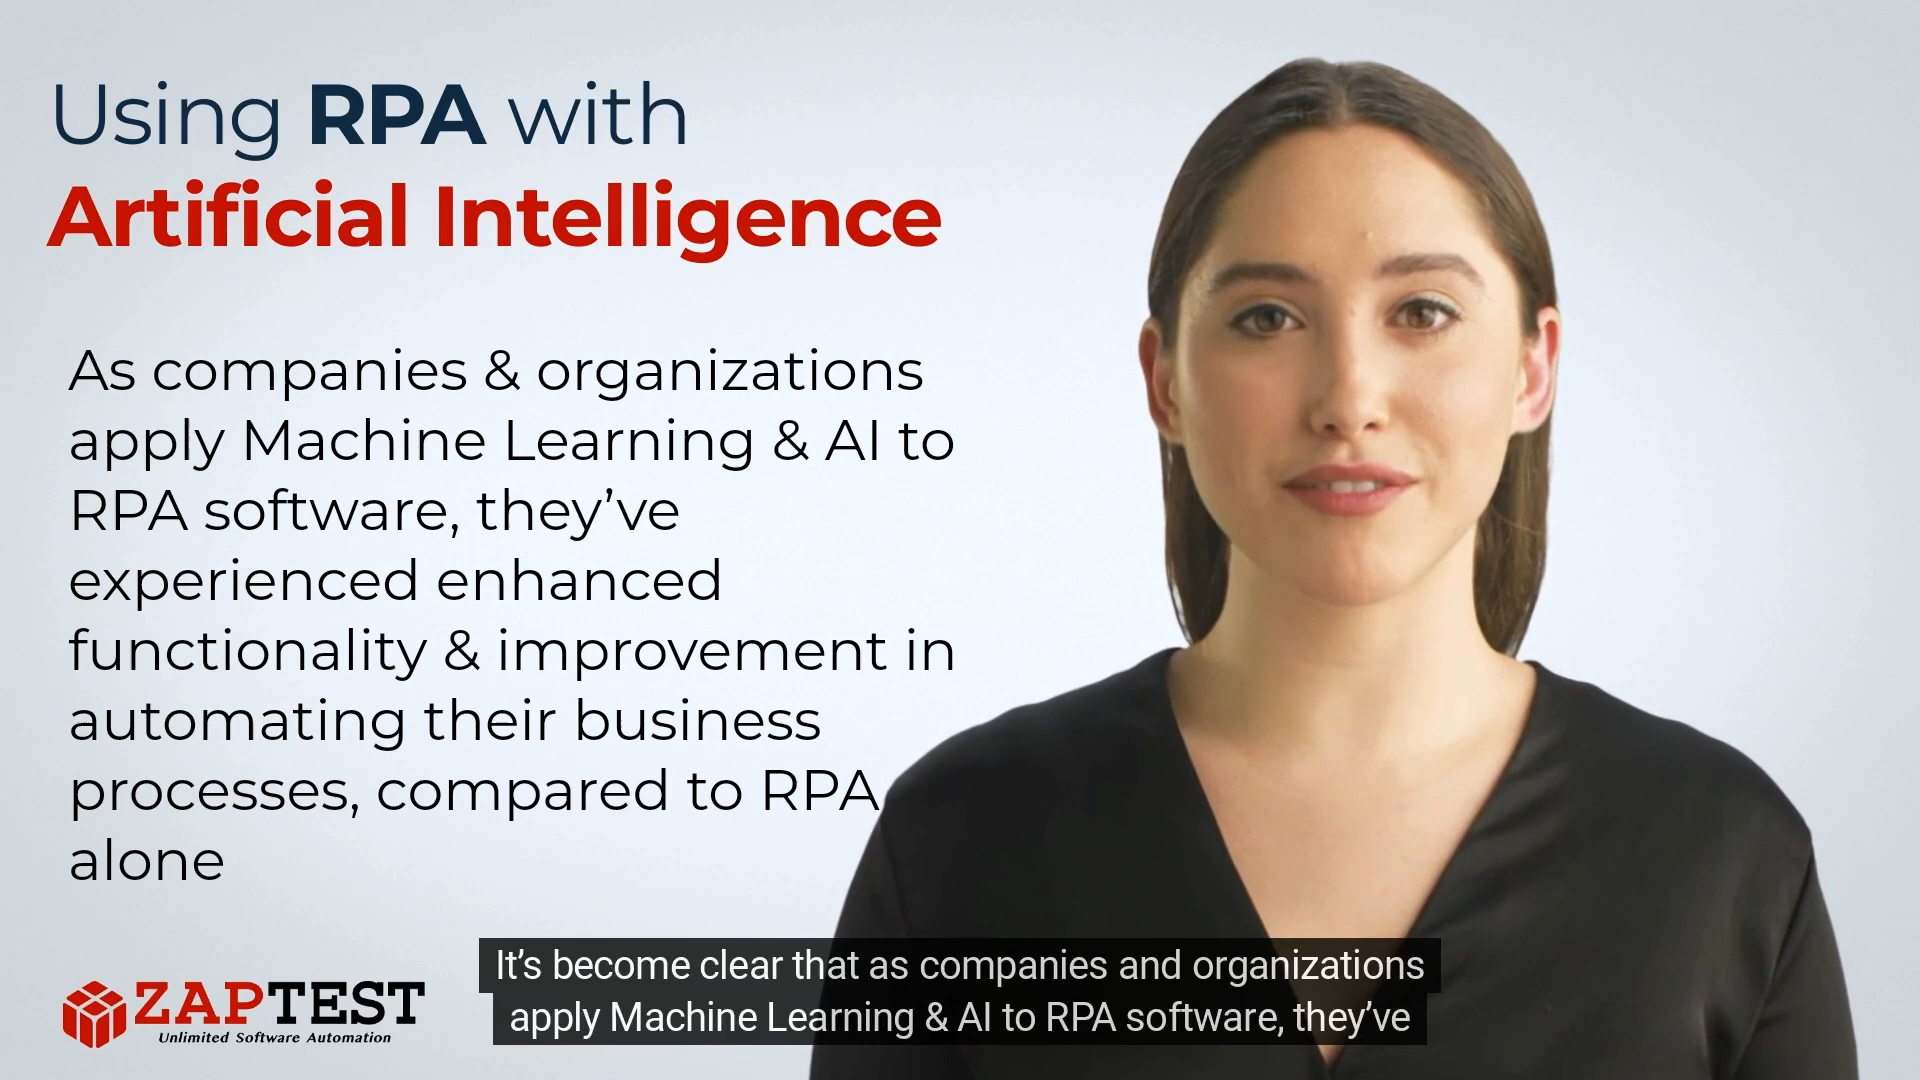 Using RPA with
Artificial Intelligence
As companies & organizations
apply Machine Learning & AI to
RPA software, they’ve
experienced enhanced
functionality & improvement in
automating their business
processes, compared to RPA
alone
ZAPTEST
Unlimited Software Automation
It’s become clear that as companies and organizations
apply Machine Learning & AI to RPA software, they’ve